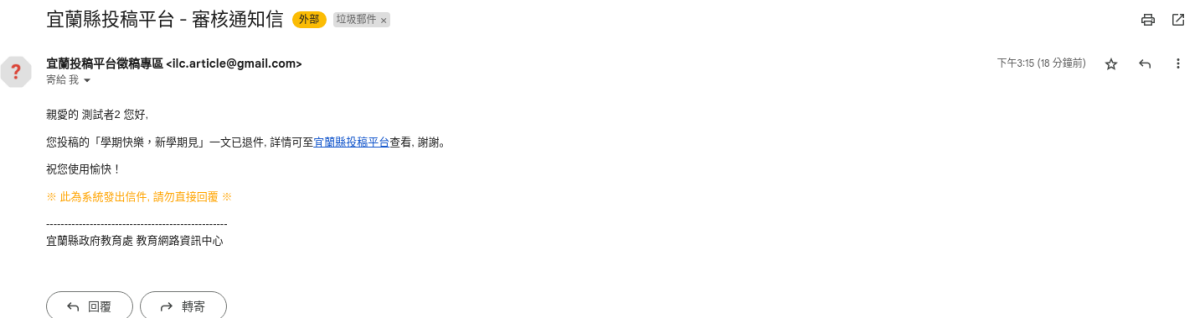 宜蘭縣投稿平台 - 審核通知信 外部 垃圾郵件 ×
宜蘭投稿平台徵稿專區 <ilc.article@gmail.com> 下午3:15 (18 分鐘前)
寄給 我
親愛的 測試者2 您好,
您投稿的「學期快樂，新學期見」一文已退件, 詳情可至宜蘭縣投稿平台查看, 謝謝。
祝您使用愉快！
※ 此為系統發出信件, 請勿直接回覆 ※
--------------------------------------------------
宜蘭縣政府教育處 教育網路資訊中心
回覆 轉寄